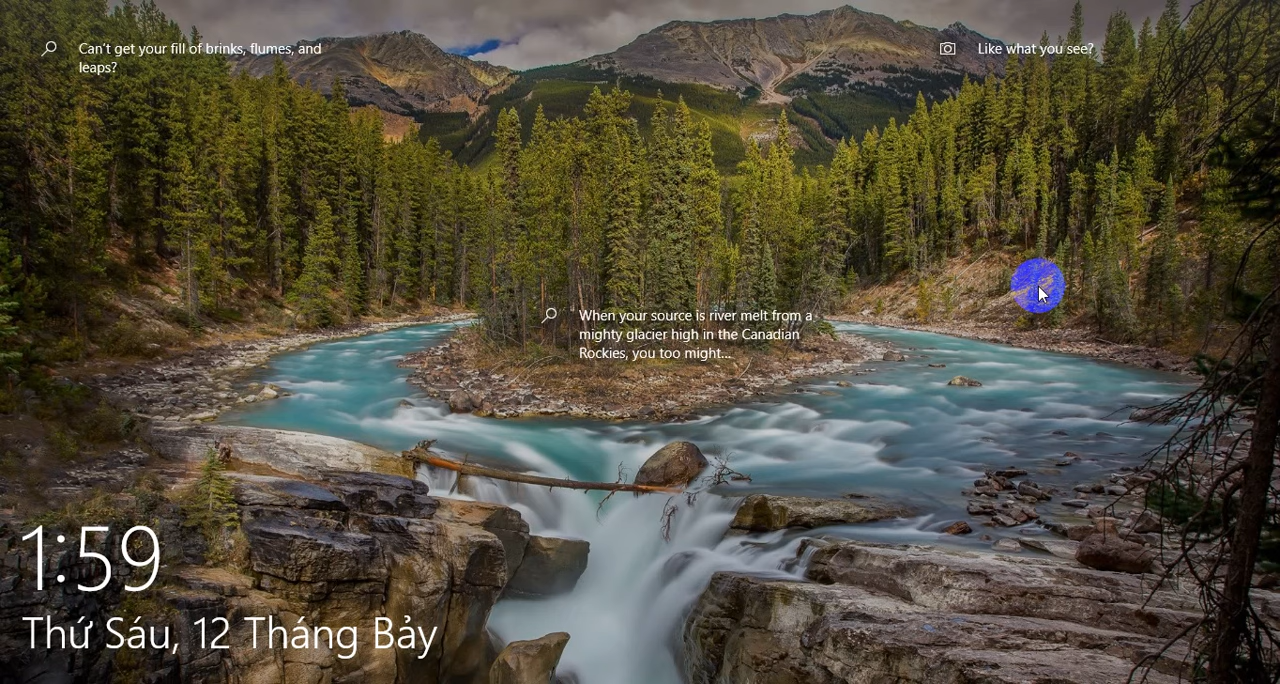 Can't get your fill of brinks, flumes, and
leaps?
Like what you see?
When your source is river melt from a
mighty glacier high in the Canadian
Rockies, you too might...
1:59
Thứ Sáu, 12 Tháng Bảy